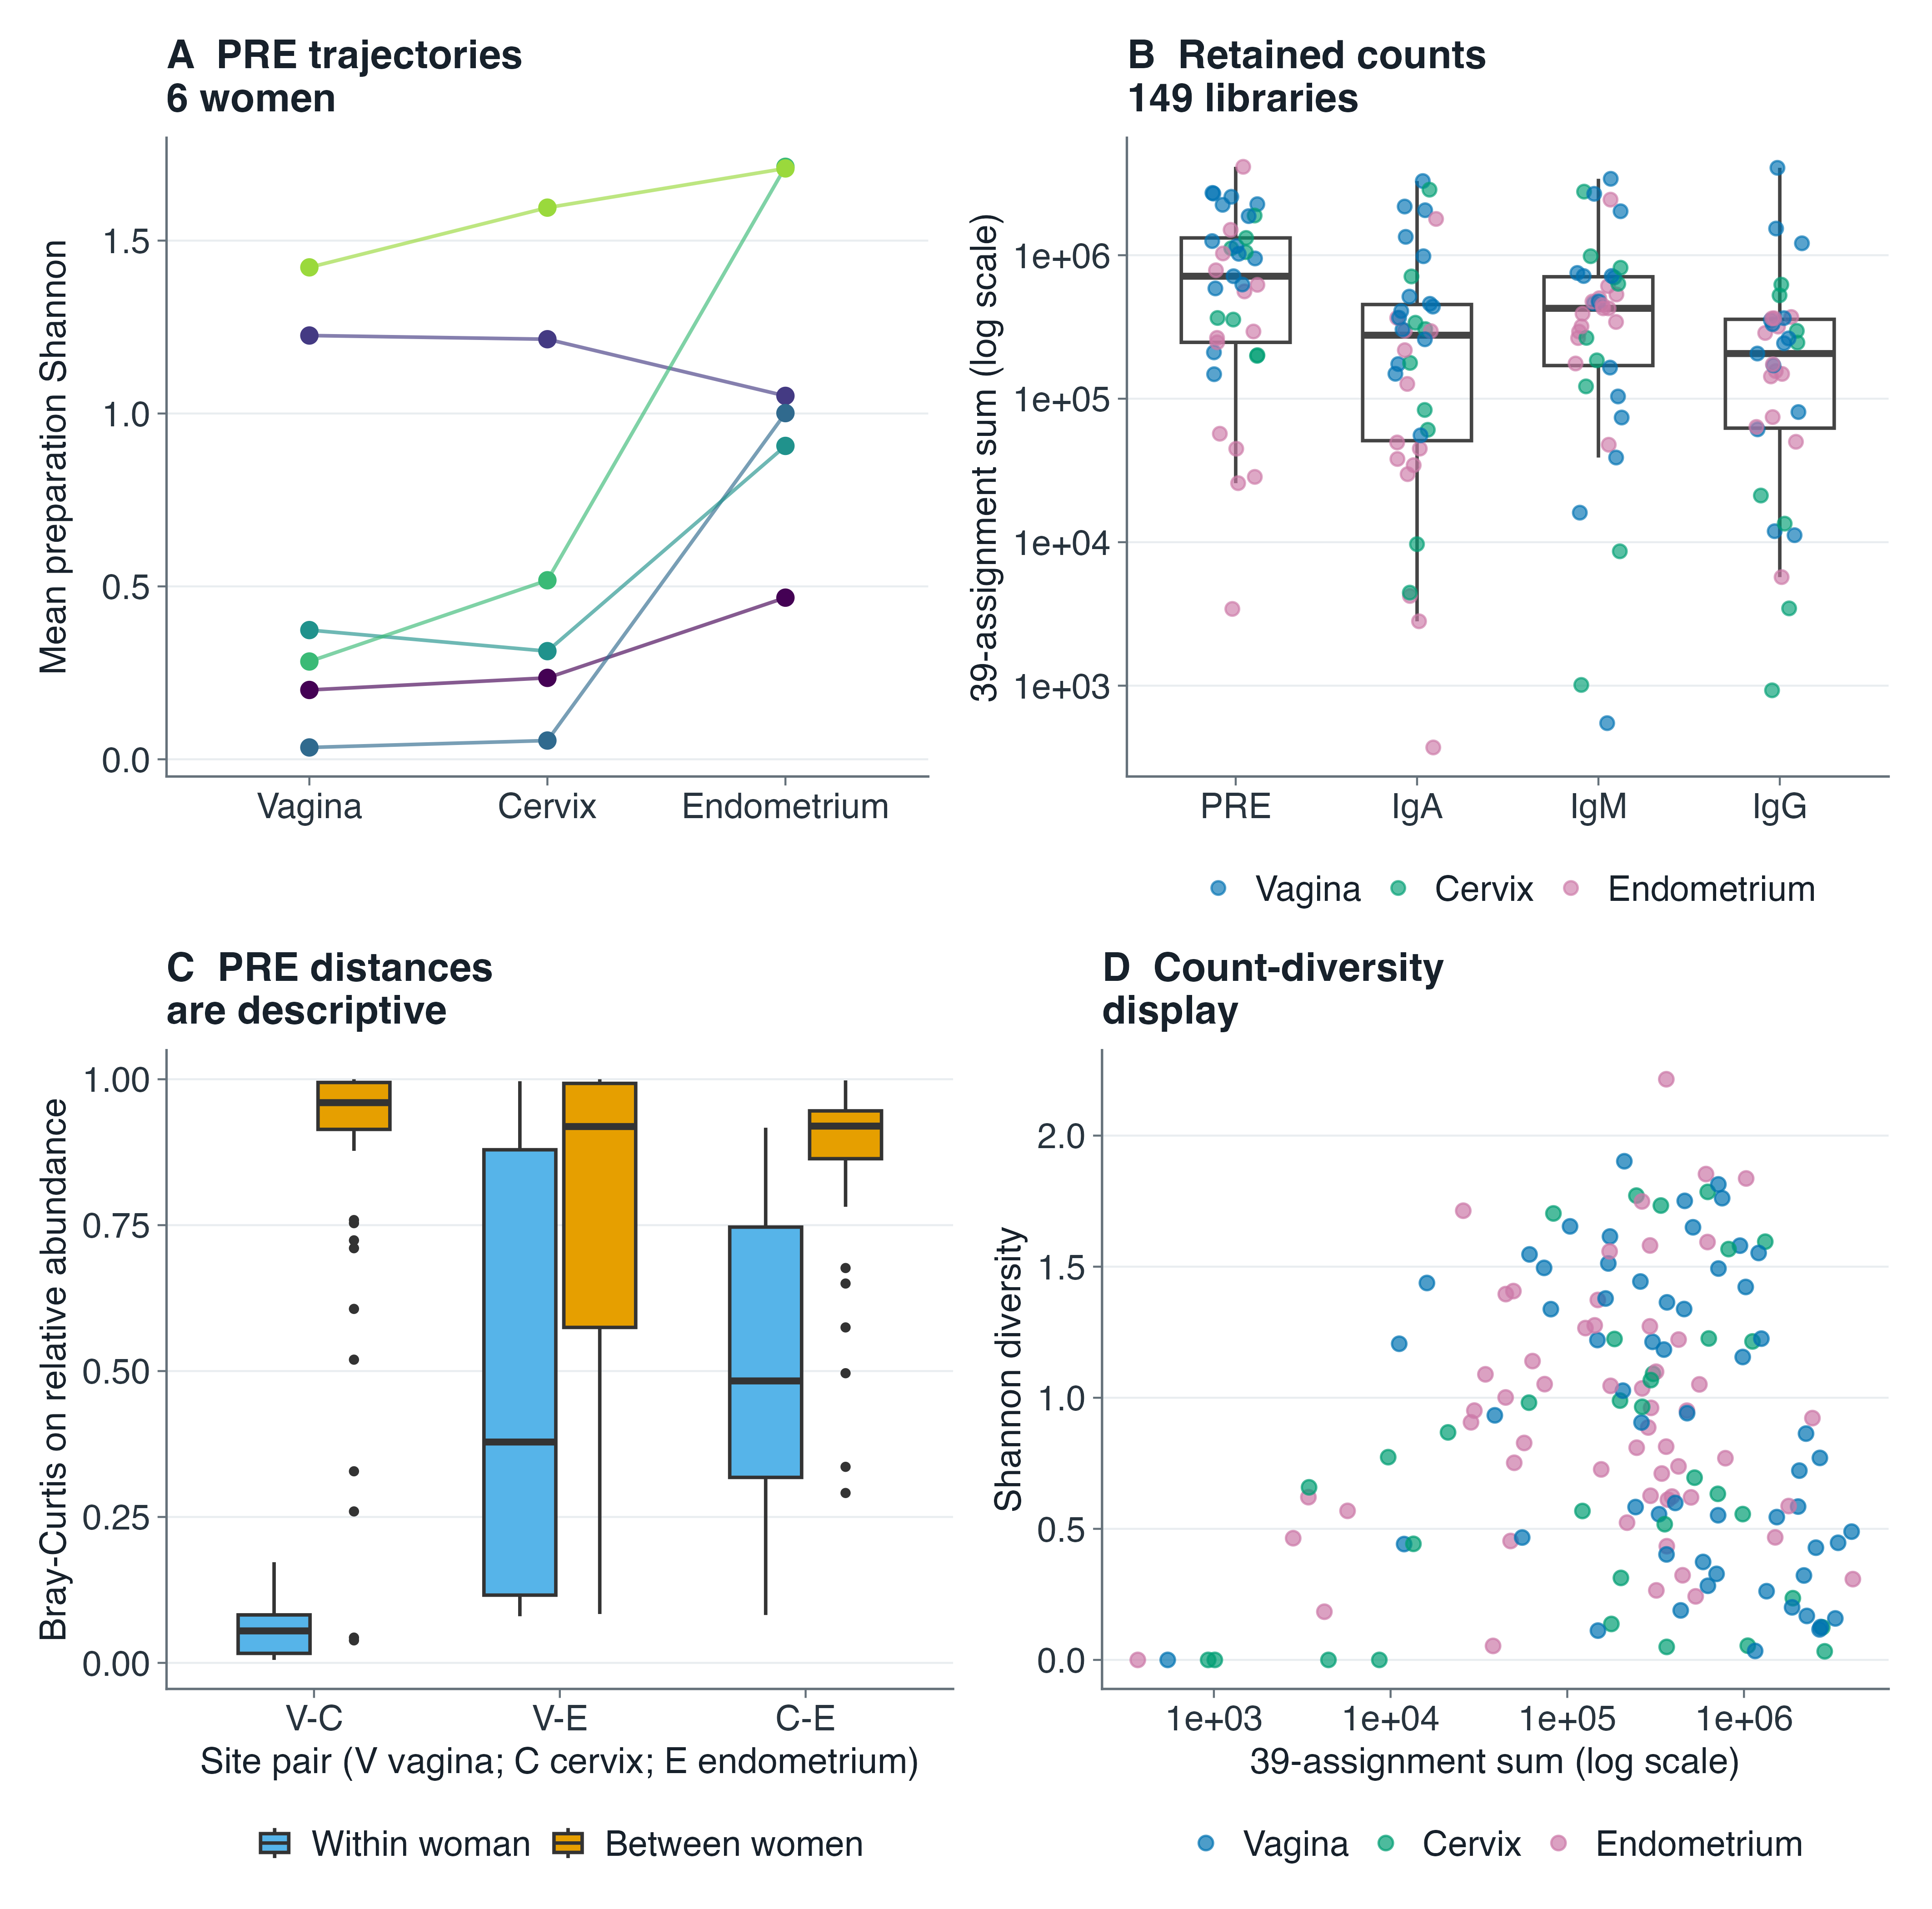 A  PRE trajectories
6 women
Mean preparation Shannon
1.5
1.0
0.5
0.0
Vagina
Cervix
Endometrium
B  Retained counts
149 libraries
39-assignment sum (log scale)
1e+06
1e+05
1e+04
1e+03
PRE
IgA
IgM
IgG
Vagina
Cervix
Endometrium
C  PRE distances
are descriptive
Bray-Curtis on relative abundance
1.00
0.75
0.50
0.25
0.00
V-C
V-E
C-E
Site pair (V vagina; C cervix; E endometrium)
Within woman
Between women
D  Count-diversity
display
Shannon diversity
2.0
1.5
1.0
0.5
0.0
1e+03
1e+04
1e+05
1e+06
39-assignment sum (log scale)
Vagina
Cervix
Endometrium